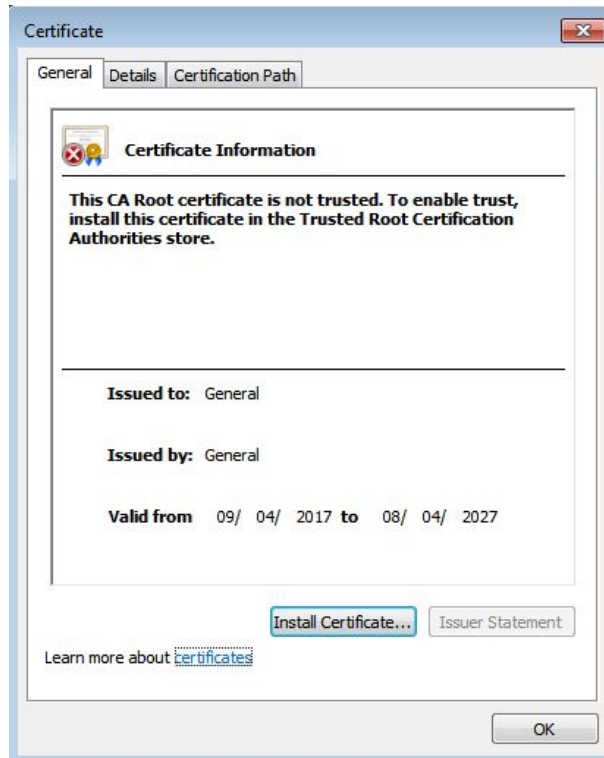 Certificate
General Details Certification Path
Certificate Information
This CA Root certificate is not trusted. To enable trust,
install this certificate in the Trusted Root Certification
Authorities store.
Issued to: General
Issued by: General
Valid from 09/ 04/ 2017 to 08/ 04/ 2027
Install Certificate... Issuer Statement
Learn more about certificates
OK